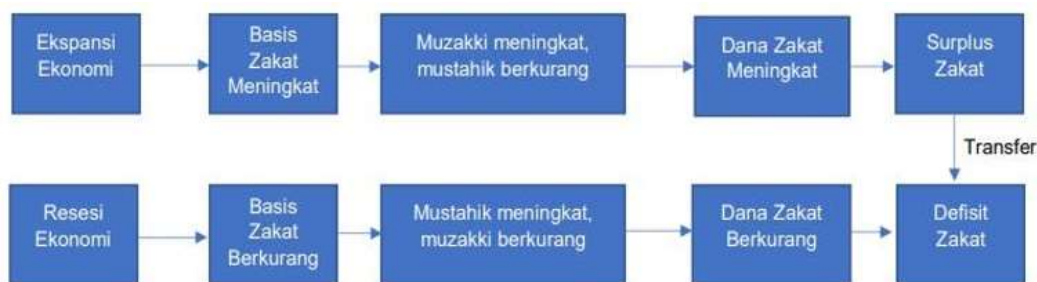 Ekspansi
Ekonomi
Basis
Zakat
Meningkat
Muzakki meningkat,
mustahik berkurang
Dana Zakat
Meningkat
Surplus
Zakat
Transfer
Resesi
Ekonomi
Basis
Zakat
Berkurang
Mustahik meningkat,
muzakki berkurang
Dana Zakat
Berkurang
Defisit
Zakat